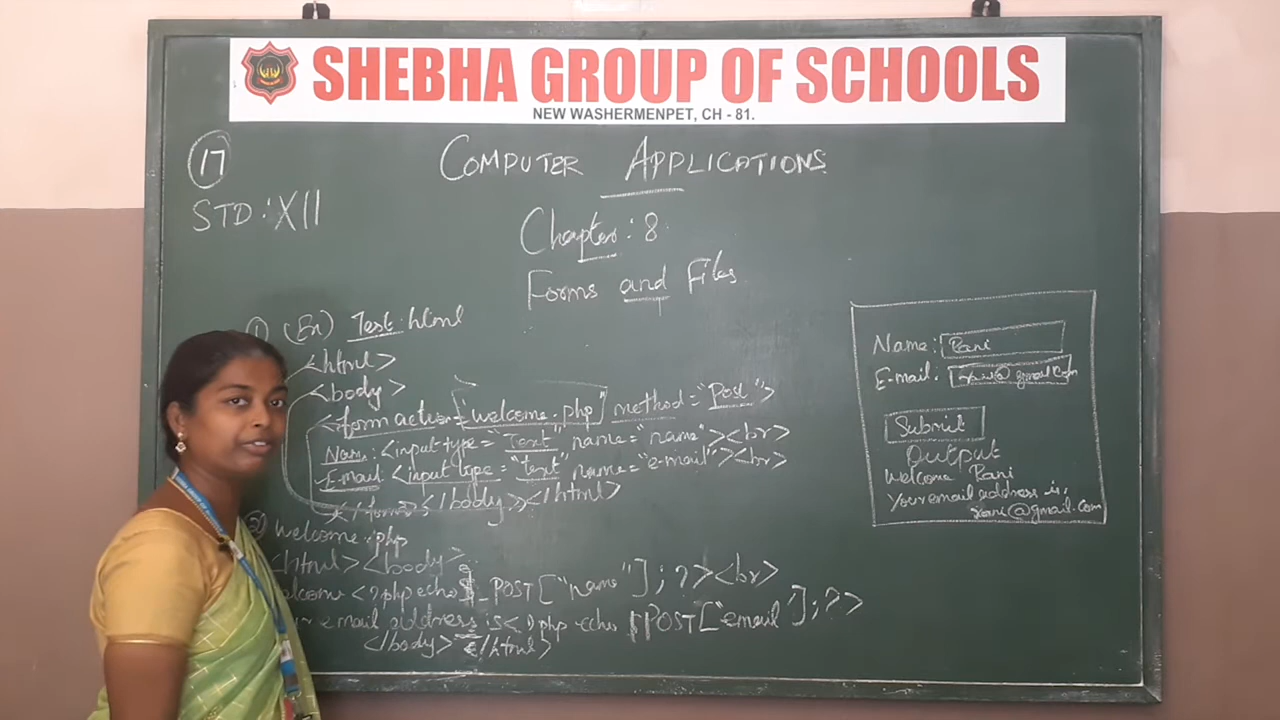 SHEBHA GROUP OF SCHOOLS
NEW WASHERMENPET, CH - 81.
17
COMPUTER APPLICATIONS
STD : XII
Chapter : 8
Forms and Files
(Ex) Test.html
<html>
<body>
<form action="welcome.php" method="Post">
Name: <input type="Text" name="name"><br>
E-mail: <input type="text" name="e-mail"><br>
</form></body></html>
② welcome.php
<html><body>
<?php echo $_POST["name"];?><br>
e mail address is <?php echo $POST["email"];?>
</body></html>
Name: Rani
E-mail: @gmail.com
Submit
Output
Welcome Rani
Your email address is,
rani@gmail.com